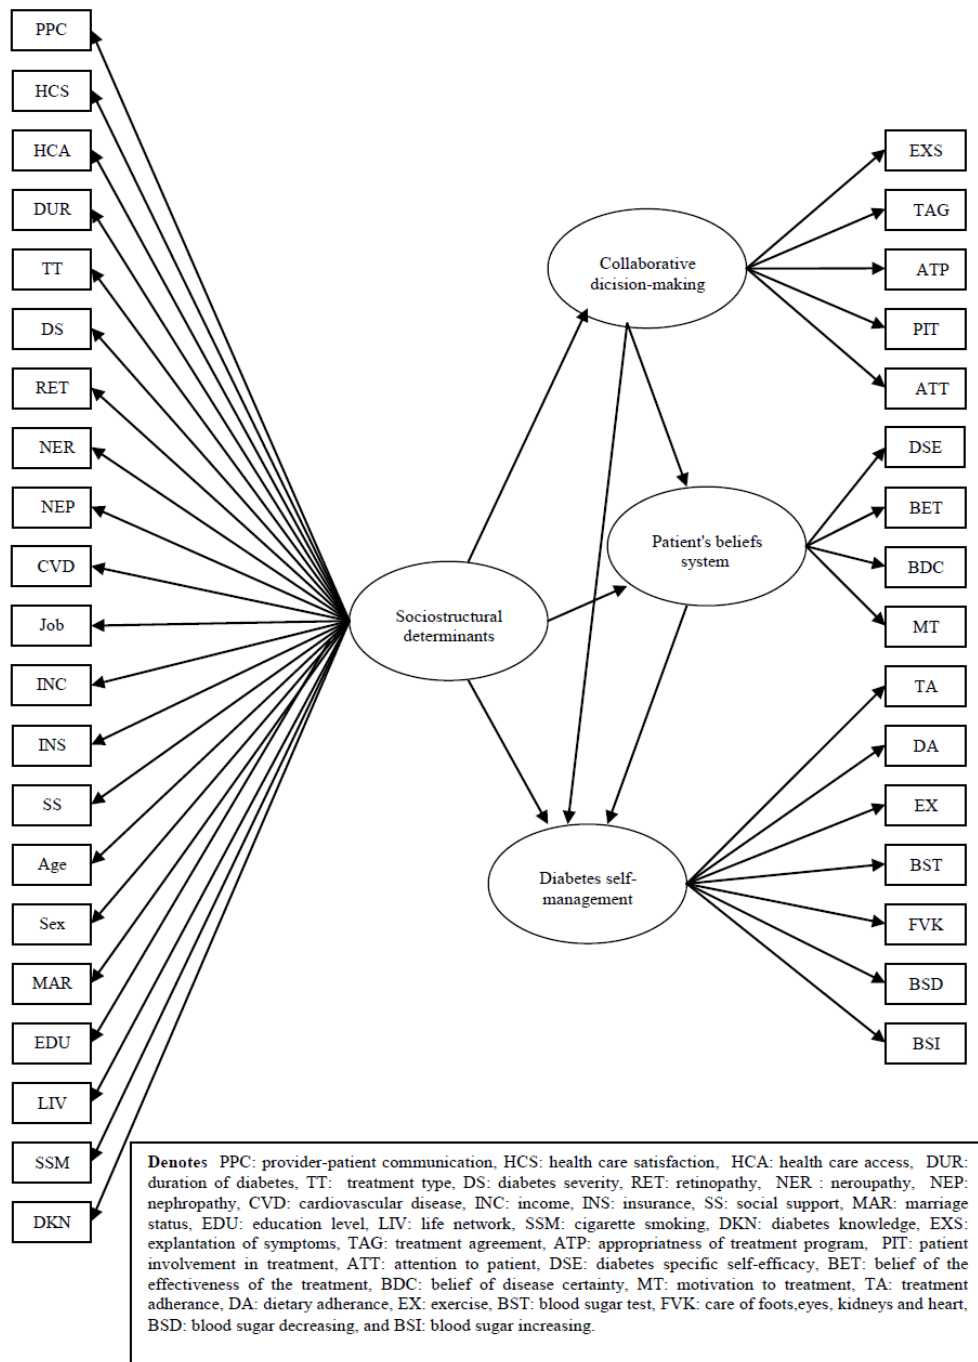 PPC
HCS
HCA
DUR
TT
DS
RET
NER
NEP
CVD
Job
INC
INS
SS
Age
Sex
MAR
EDU
LIV
SSM
DKN
Sociostructural
determinants
Collaborative
dicision-making
Patient's beliefs
system
Diabetes self-
management
EXS
TAG
ATP
PIT
ATT
DSE
BET
BDC
MT
TA
DA
EX
BST
FVK
BSD
BSI
Denotes PPC: provider-patient communication, HCS: health care satisfaction, HCA: health care access, DUR:
duration of diabetes, TT: treatment type, DS: diabetes severity, RET: retinopathy, NER : neroupathy, NEP:
nephropathy, CVD: cardiovascular disease, INC: income, INS: insurance, SS: social support, MAR: marriage
status, EDU: education level, LIV: life network, SSM: cigarette smoking, DKN: diabetes knowledge, EXS:
explantation of symptoms, TAG: treatment agreement, ATP: appropriatness of treatment program, PIT: patient
involvement in treatment, ATT: attention to patient, DSE: diabetes specific self-efficacy, BET: belief of the
effectiveness of the treatment, BDC: belief of disease certainty, MT: motivation to treatment, TA: treatment
adherance, DA: dietary adherance, EX: exercise, BST: blood sugar test, FVK: care of foots,eyes, kidneys and heart,
BSD: blood sugar decreasing, and BSI: blood sugar increasing.